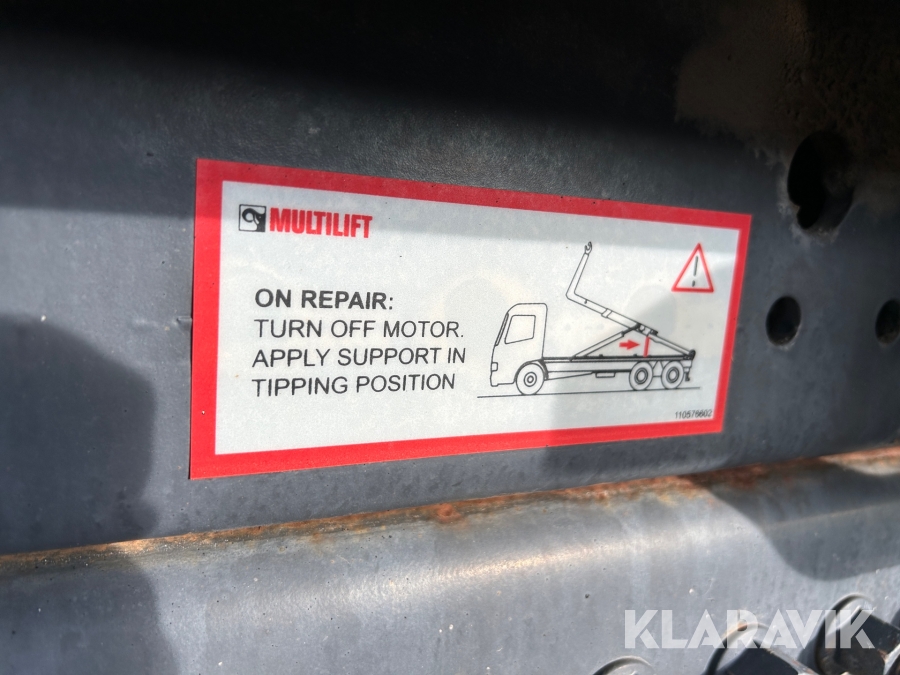 MULTILIFT
ON REPAIR:
TURN OFF MOTOR.
APPLY SUPPORT IN
TIPPING POSITION
110576602
KLARAVIK